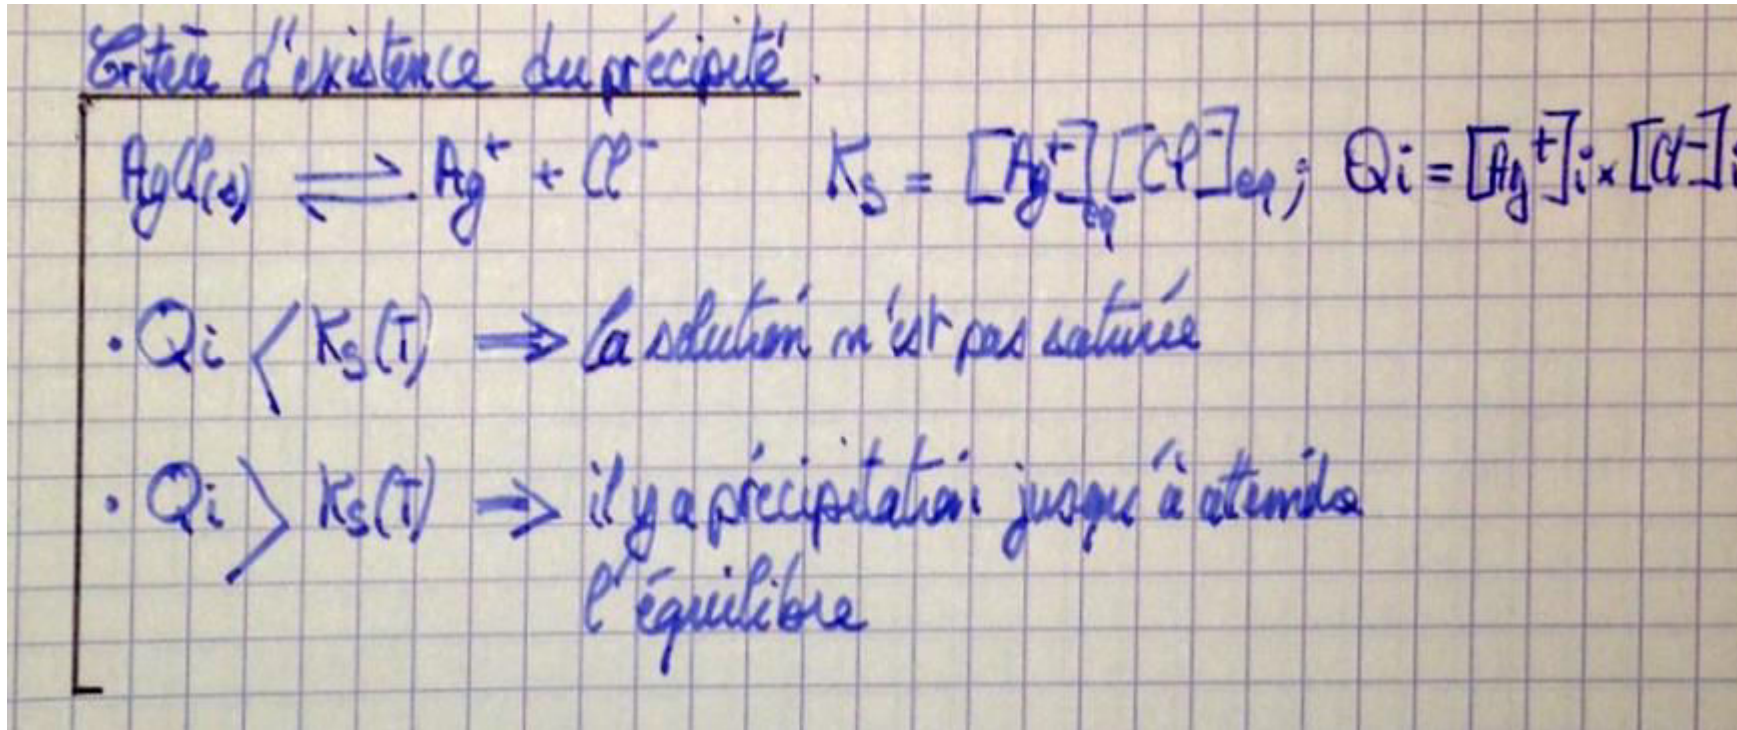 Critère d'existence du précipité.
AgCl(s) ⇌ Ag⁺ + Cl⁻ Ks = [Ag⁺]eq [Cl⁻]eq ; Qi = [Ag⁺]i × [Cl⁻]i
• Qi < Ks(T) ⇒ la solution n'est pas saturée
• Qi > Ks(T) ⇒ il y a précipitation jusqu'à atteindre
l'équilibre